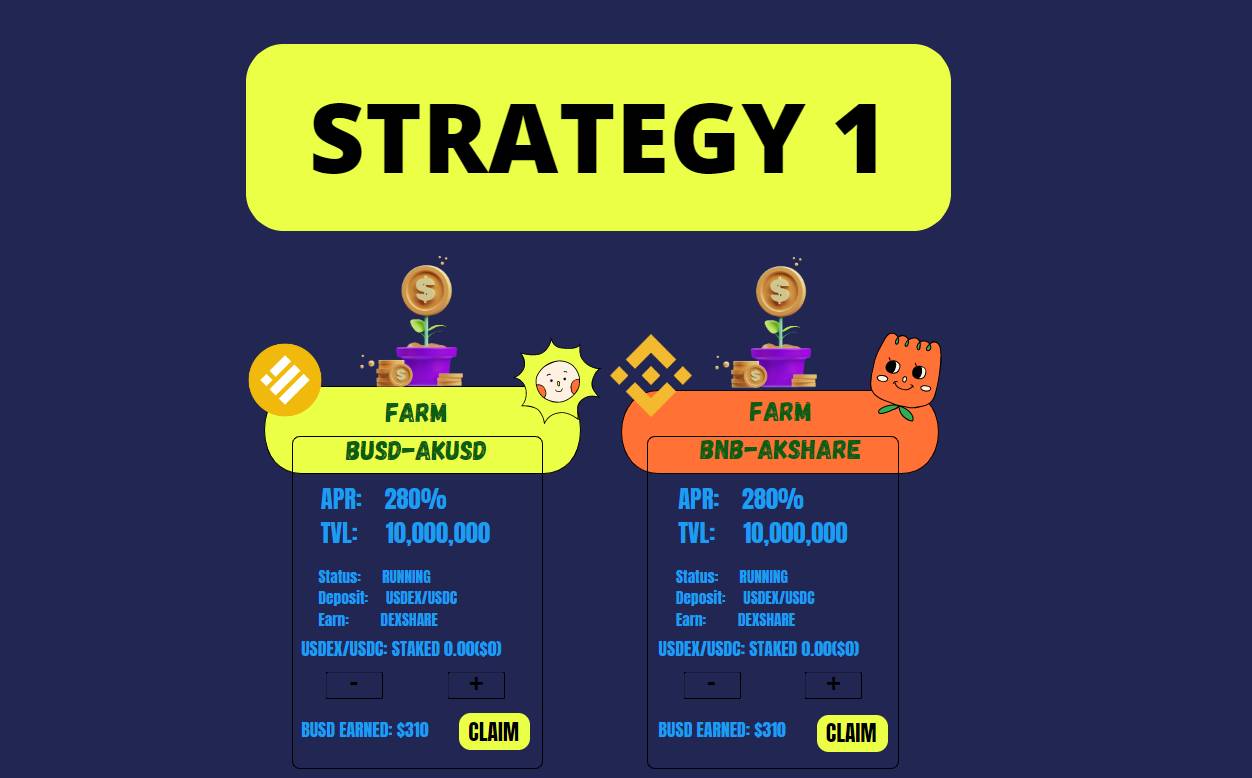 STRATEGY 1
FARM
BUSD-AKUSD
APR: 280%
TVL: 10,000,000
Status: RUNNING
Deposit: USDEX/USDC
Earn: DEXSHARE
USDEX/USDC: STAKED 0.00($0)
- +
BUSD EARNED: $310 CLAIM
FARM
BNB-AKSHARE
APR: 280%
TVL: 10,000,000
Status: RUNNING
Deposit: USDEX/USDC
Earn: DEXSHARE
USDEX/USDC: STAKED 0.00($0)
- +
BUSD EARNED: $310 CLAIM